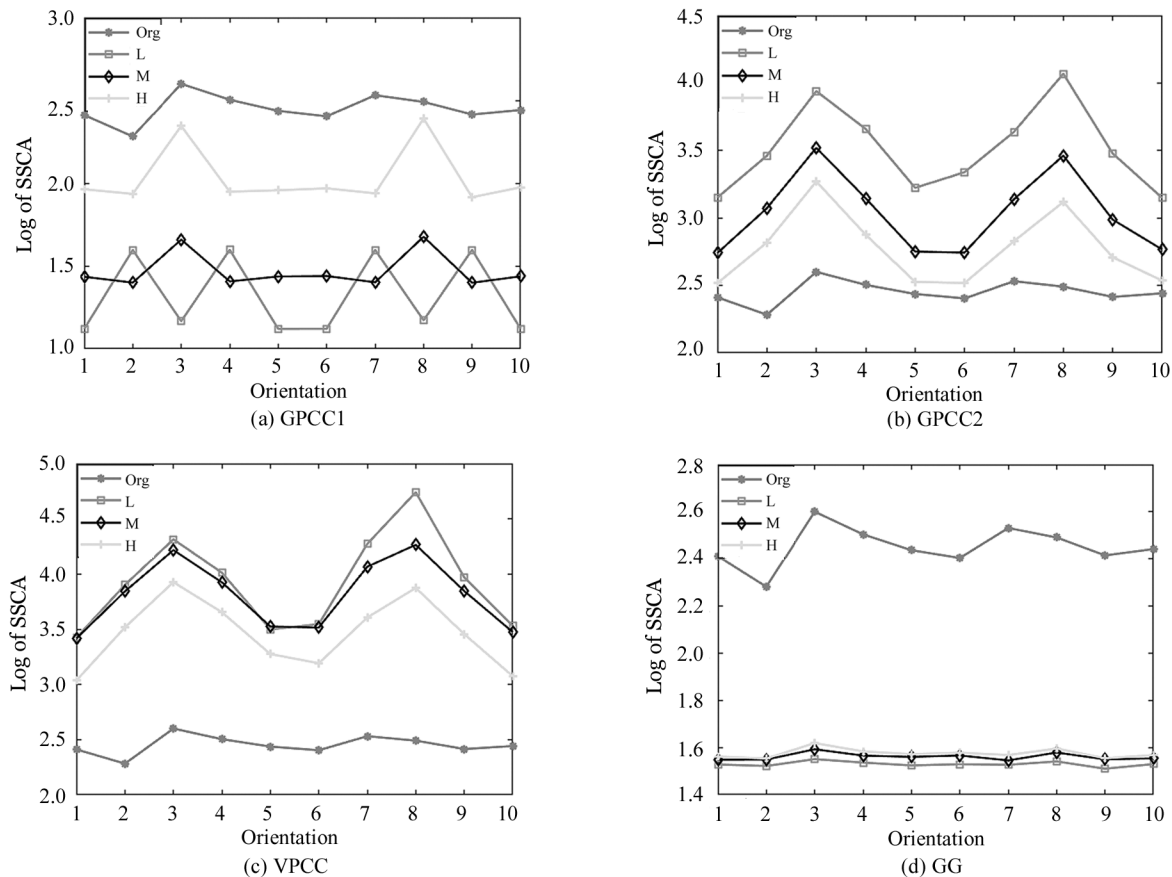 3.0
2.5
2.0
1.5
1.0
Log of SSCA
Org
L
M
H
1 2 3 4 5 6 7 8 9 10
Orientation
(a) GPCC1
4.5
4.0
3.5
3.0
2.5
2.0
Log of SSCA
Org
L
M
H
1 2 3 4 5 6 7 8 9 10
Orientation
(b) GPCC2
5.0
4.5
4.0
3.5
3.0
2.5
2.0
Log of SSCA
Org
L
M
H
1 2 3 4 5 6 7 8 9 10
Orientation
(c) VPCC
2.8
2.6
2.4
2.2
2.0
1.8
1.6
1.4
Log of SSCA
Org
L
M
H
1 2 3 4 5 6 7 8 9 10
Orientation
(d) GG